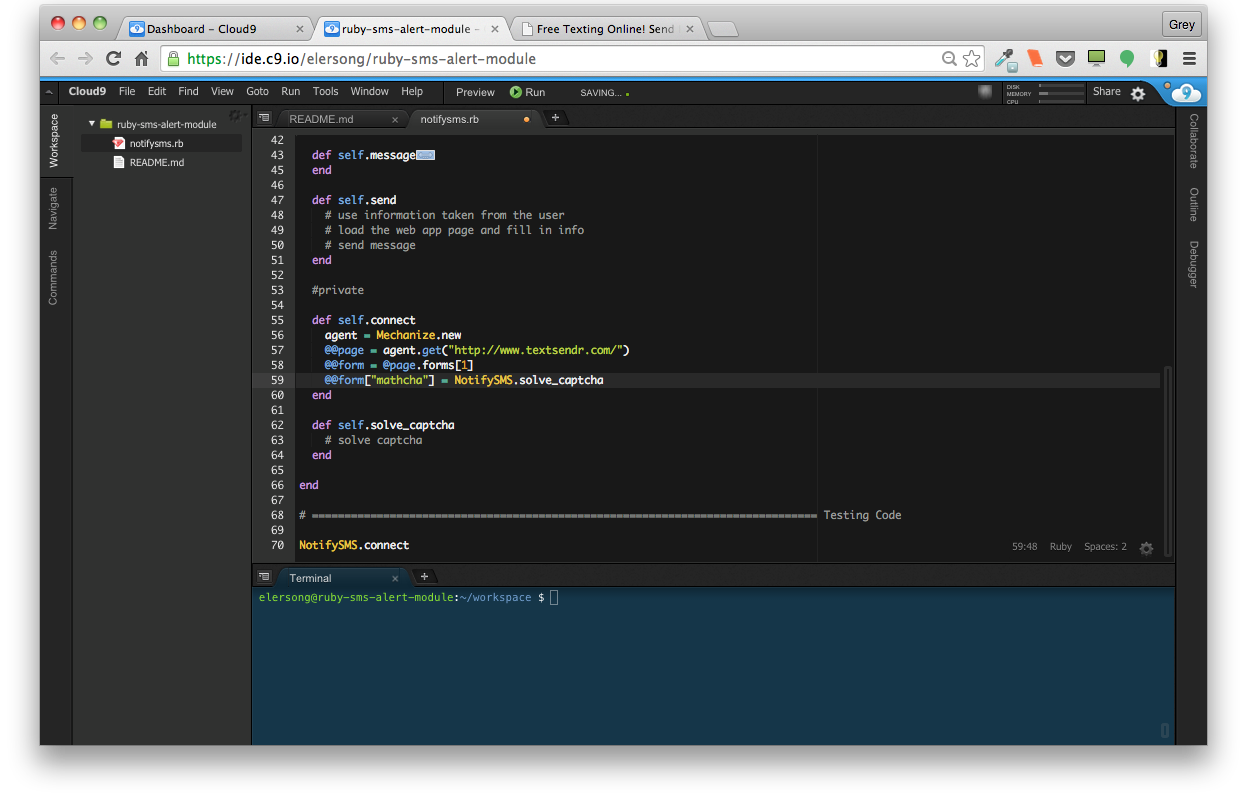 Dashboard - Cloud9
ruby-sms-alert-module -
Free Texting Online! Send
Grey
https://ide.c9.io/elersong/ruby-sms-alert-module
Cloud9 File Edit Find View Goto Run Tools Window Help Preview Run SAVING... DISK MEMORY CPU Share
Workspace
Navigate
Commands
ruby-sms-alert-module
notifysms.rb
README.md
README.md
notifysms.rb
42
43 def self.message
45 end
46
47 def self.send
48 # use information taken from the user
49 # load the web app page and fill in info
50 # send message
51 end
52
53 #private
54
55 def self.connect
56 agent = Mechanize.new
57 @@page = agent.get("http://www.textsendr.com/")
58 @@form = @page.forms[1]
59 @@form["mathcha"] = NotifySMS.solve_captcha
60 end
61
62 def self.solve_captcha
63 # solve captcha
64 end
65
66 end
67
68 # ============================================================================== Testing Code
69
70 NotifySMS.connect
59:48 Ruby Spaces: 2
Collaborate
Outline
Debugger
Terminal
elersong@ruby-sms-alert-module:~/workspace $